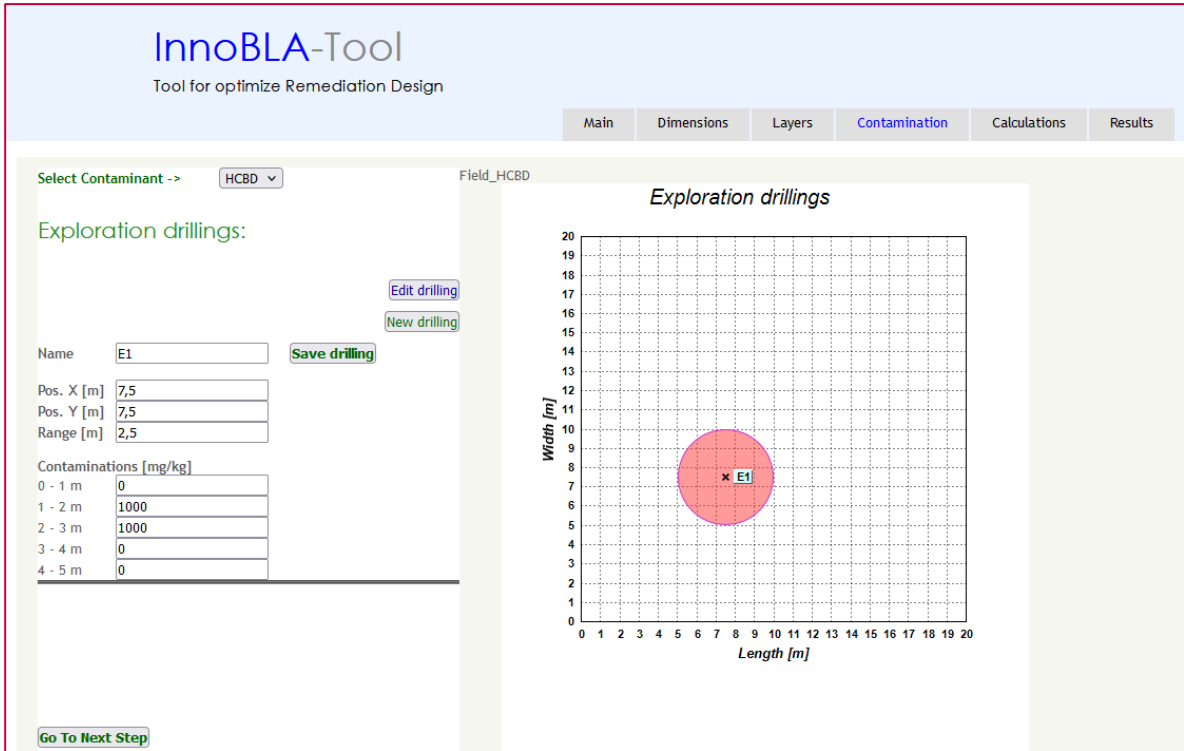 InnoBLA-Tool
Tool for optimize Remediation Design
Main Dimensions Layers Contamination Calculations Results
Select Contaminant -> HCBD
Field_HCBD
Exploration drillings:
Edit drilling
New drilling
Name E1 Save drilling
Pos. X [m] 7,5
Pos. Y [m] 7,5
Range [m] 2,5
Contaminations [mg/kg]
0 - 1 m 0
1 - 2 m 1000
2 - 3 m 1000
3 - 4 m 0
4 - 5 m 0
Go To Next Step
Exploration drillings
20
19
18
17
16
15
14
13
12
11
10
9
8
7
6
5
4
3
2
1
0
Width [m]
E1
0 1 2 3 4 5 6 7 8 9 10 11 12 13 14 15 16 17 18 19 20
Length [m]